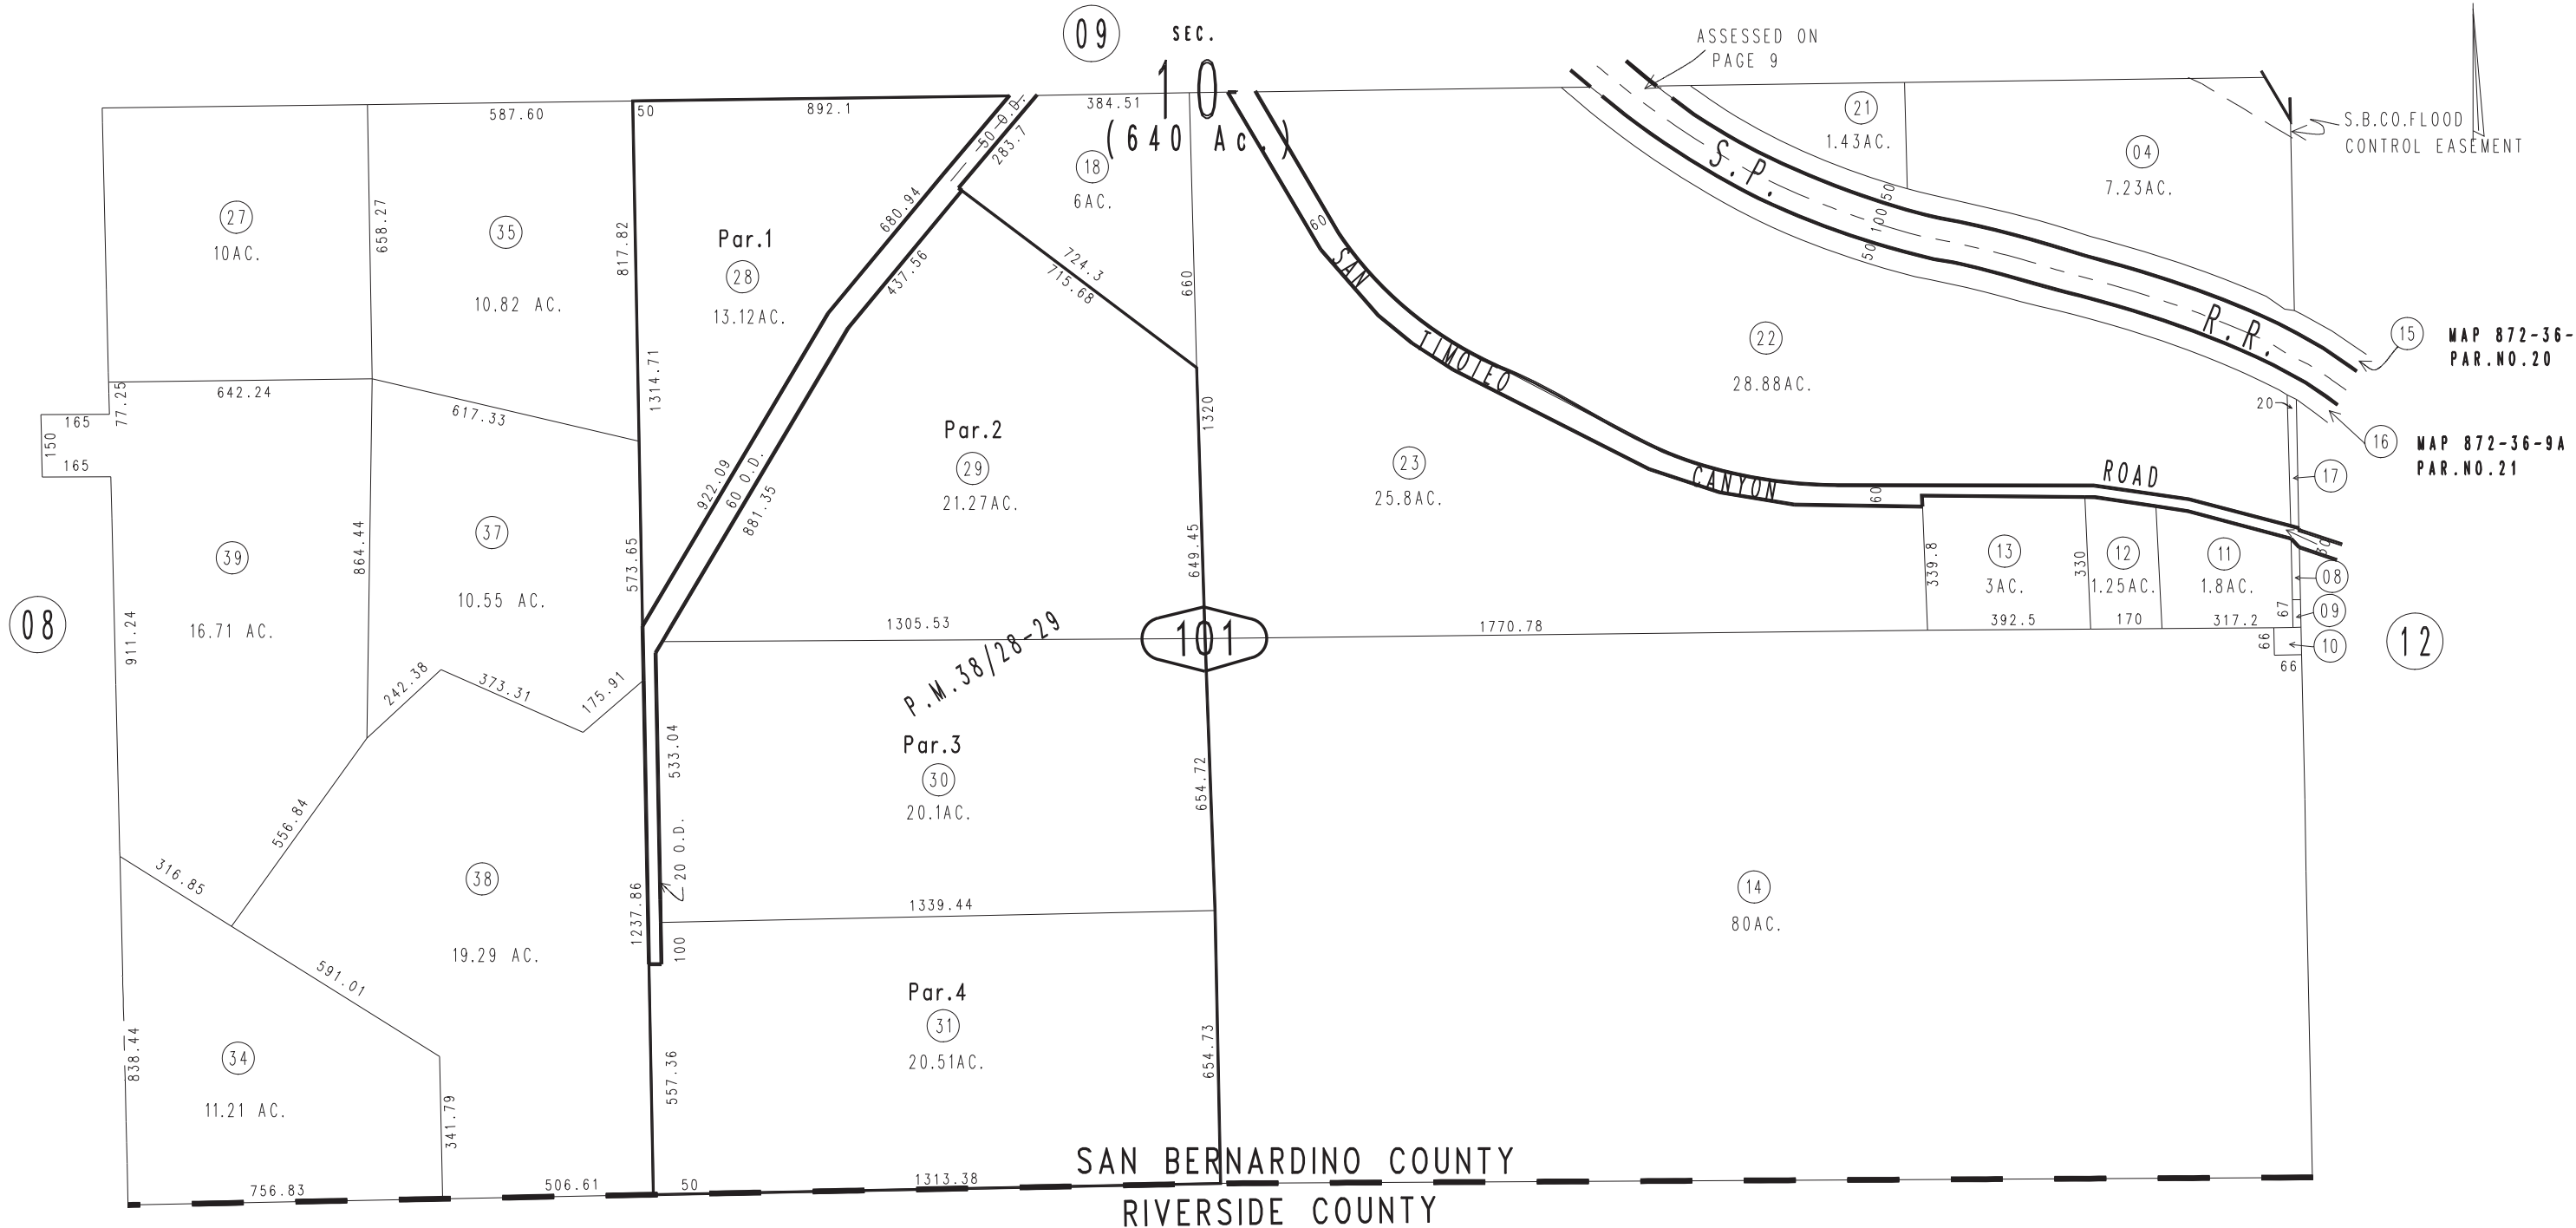 09
SEC.
10
(640 Ac.)
ASSESSED ON
PAGE 9
S.B.CO.FLOOD
CONTROL EASEMENT
587.60
50
892.1
50 O.D.
384.51
283.7
18
6AC.
21
1.43AC.
04
7.23AC.
27
10AC.
658.27
35
10.82 AC.
817.82
Par.1
28
13.12AC.
680.94
437.56
724.3
715.68
660
60
SAN
TIMOTEO
CANYON
ROAD
S.P.
R.R.
50
100
50
22
28.88AC.
15
MAP 872-36-
PAR.NO.20
16
MAP 872-36-9A
PAR.NO.21
20
17
642.24
77.25
165
150
165
617.33
1314.71
1320
Par.2
29
21.27AC.
23
25.8AC.
922.09
60 O.D.
881.35
60
39
16.71 AC.
864.44
37
10.55 AC.
573.65
649.45
339.8
13
3AC.
330
12
1.25AC.
11
1.8AC.
30
08
67
09
392.5
170
317.2
66
10
66
12
08
911.24
1305.53
101
1770.78
P.M.38/28-29
242.38
373.31
175.91
533.04
Par.3
30
20.1AC.
654.72
556.84
316.85
38
19.29 AC.
1237.86
20 O.D.
100
1339.44
14
80AC.
591.01
Par.4
31
20.51AC.
654.73
838.44
34
11.21 AC.
341.79
557.36
756.83
506.61
50
1313.38
SAN BERNARDINO COUNTY
RIVERSIDE COUNTY